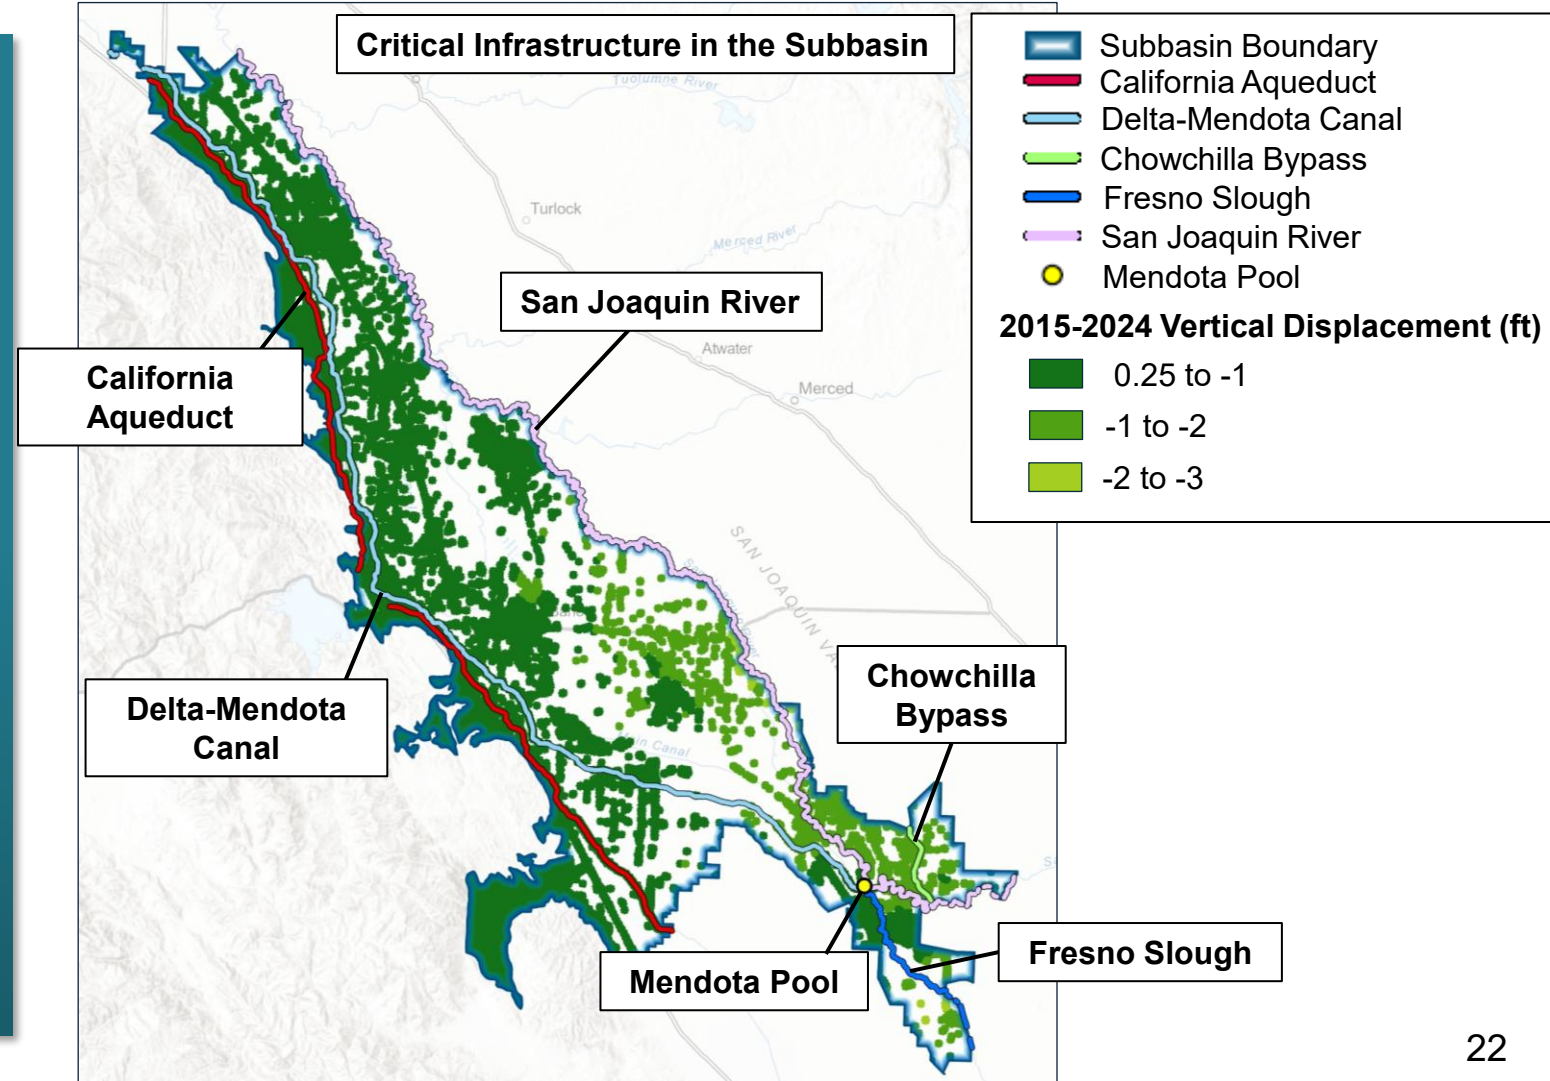 Critical Infrastructure in the Subbasin
Subbasin Boundary
California Aqueduct
Delta-Mendota Canal
Chowchilla Bypass
Fresno Slough
San Joaquin River
Mendota Pool
2015-2024 Vertical Displacement (ft)
0.25 to -1
-1 to -2
-2 to -3
Tuolumne River
Turlock
Merced River
San Joaquin River
Atwater
Merced
California
Aqueduct
SAN JOAQUIN
Chowchilla
Bypass
Delta-Mendota
Canal
Main Canal
Mendota Pool
Fresno Slough
22